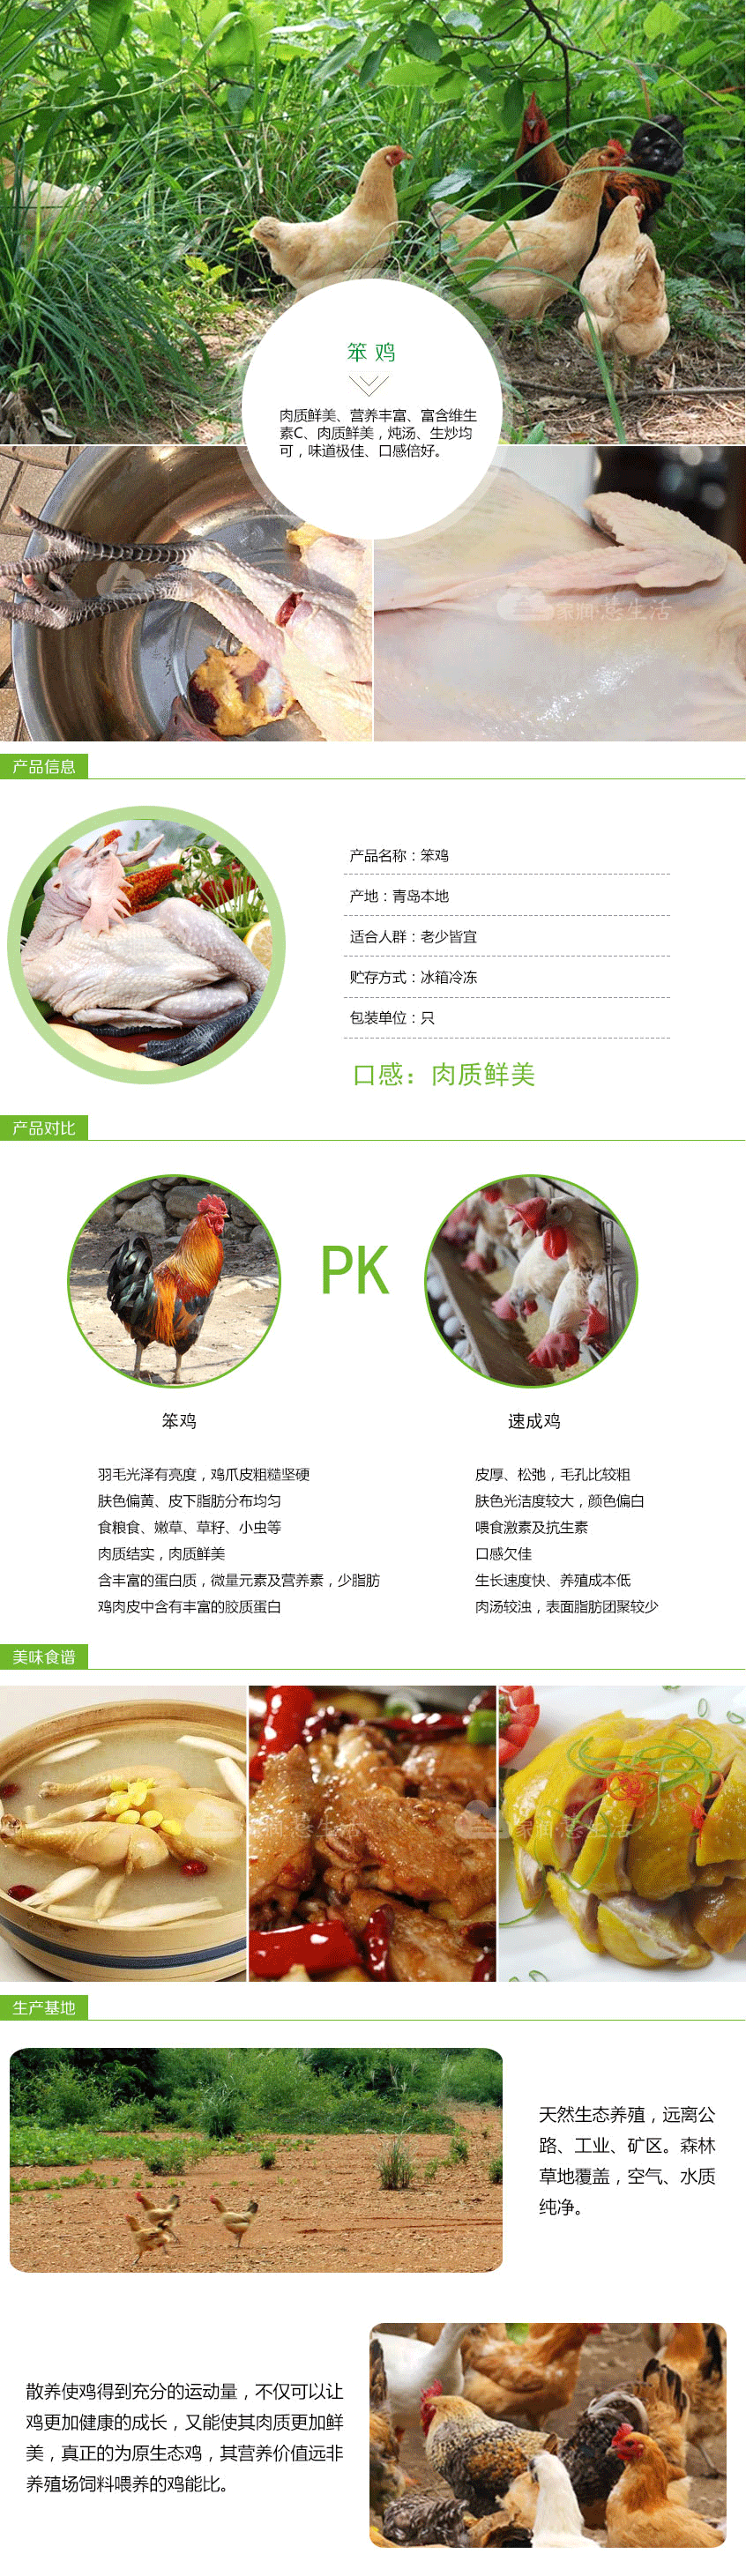 笨 鸡
肉质鲜美、营养丰富、富含维生
素C、肉质鲜美，炖汤、生炒均
可，味道极佳、口感倍好。
家润·慈生活
产品信息
产品名称：笨鸡
产地：青岛本地
适合人群：老少皆宜
贮存方式：冰箱冷冻
包装单位：只
口感：肉质鲜美
产品对比
PK
笨鸡
速成鸡
羽毛光泽有亮度，鸡爪皮粗糙坚硬
肤色偏黄、皮下脂肪分布均匀
食粮食、嫩草、草籽、小虫等
肉质结实，肉质鲜美
含丰富的蛋白质，微量元素及营养素，少脂肪
鸡肉皮中含有丰富的胶质蛋白
皮厚、松弛，毛孔比较粗
肤色光洁度较大，颜色偏白
喂食激素及抗生素
口感欠佳
生长速度快、养殖成本低
肉汤较浊，表面脂肪团聚较少
美味食谱
家润·慈生活
家润·慈生活
生产基地
天然生态养殖，远离公
路、工业、矿区。森林
草地覆盖，空气、水质
纯净。
散养使鸡得到充分的运动量，不仅可以让
鸡更加健康的成长，又能使其肉质更加鲜
美，真正的为原生态鸡，其营养价值远非
养殖场饲料喂养的鸡能比。